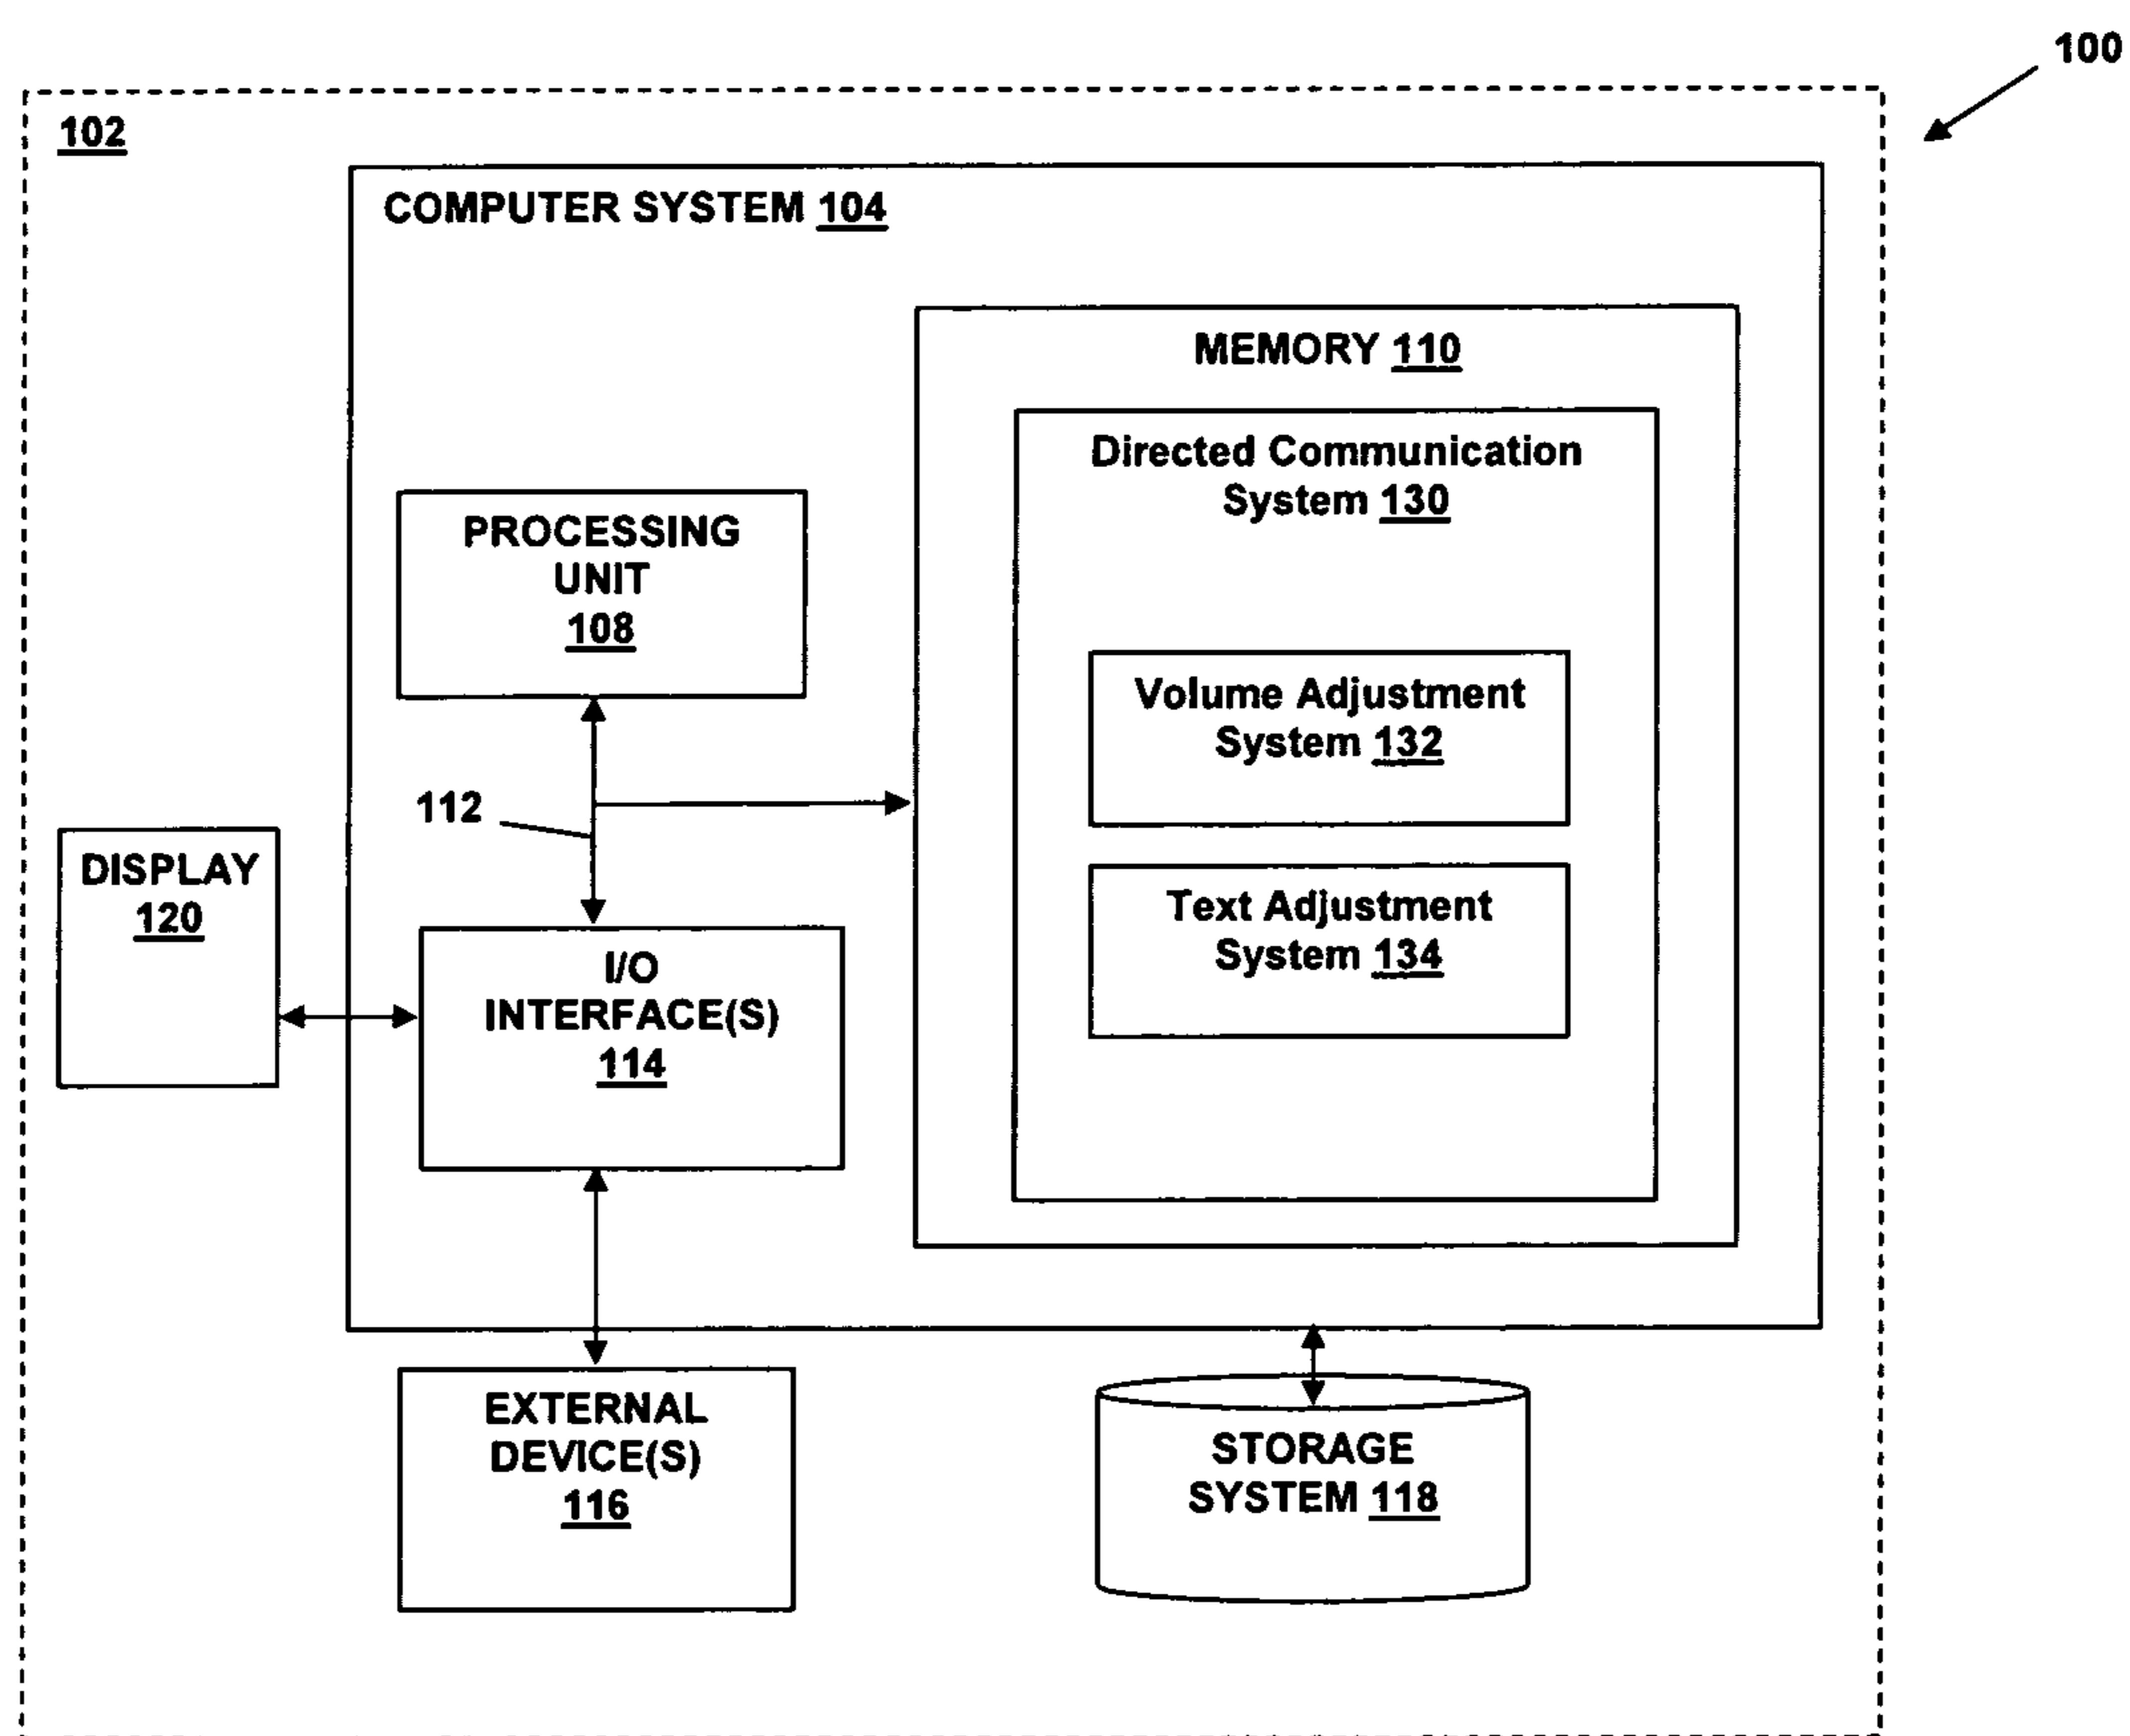 100
102
COMPUTER SYSTEM 104
MEMORY 110
Directed Communication
System 130
PROCESSING
UNIT
108
Volume Adjustment
System 132
112
DISPLAY
120
Text Adjustment
System 134
I/O
INTERFACE(S)
114
EXTERNAL
DEVICE(S)
116
STORAGE
SYSTEM 118